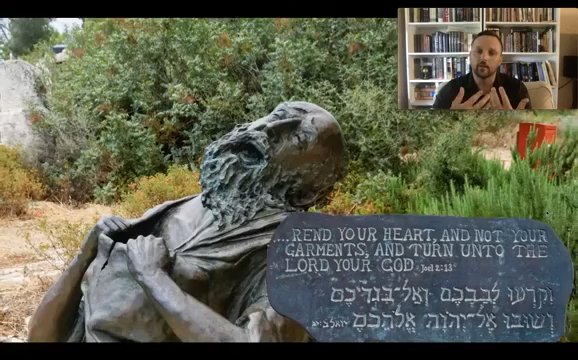 ... REND YOUR HEART, AND NOT YOUR
GARMENTS, AND TURN UNTO THE
LORD YOUR GOD Joel 2:13
וקרעו לבבכם ואל־בגדיכם
ושובו אל־יהוה אלהיכם